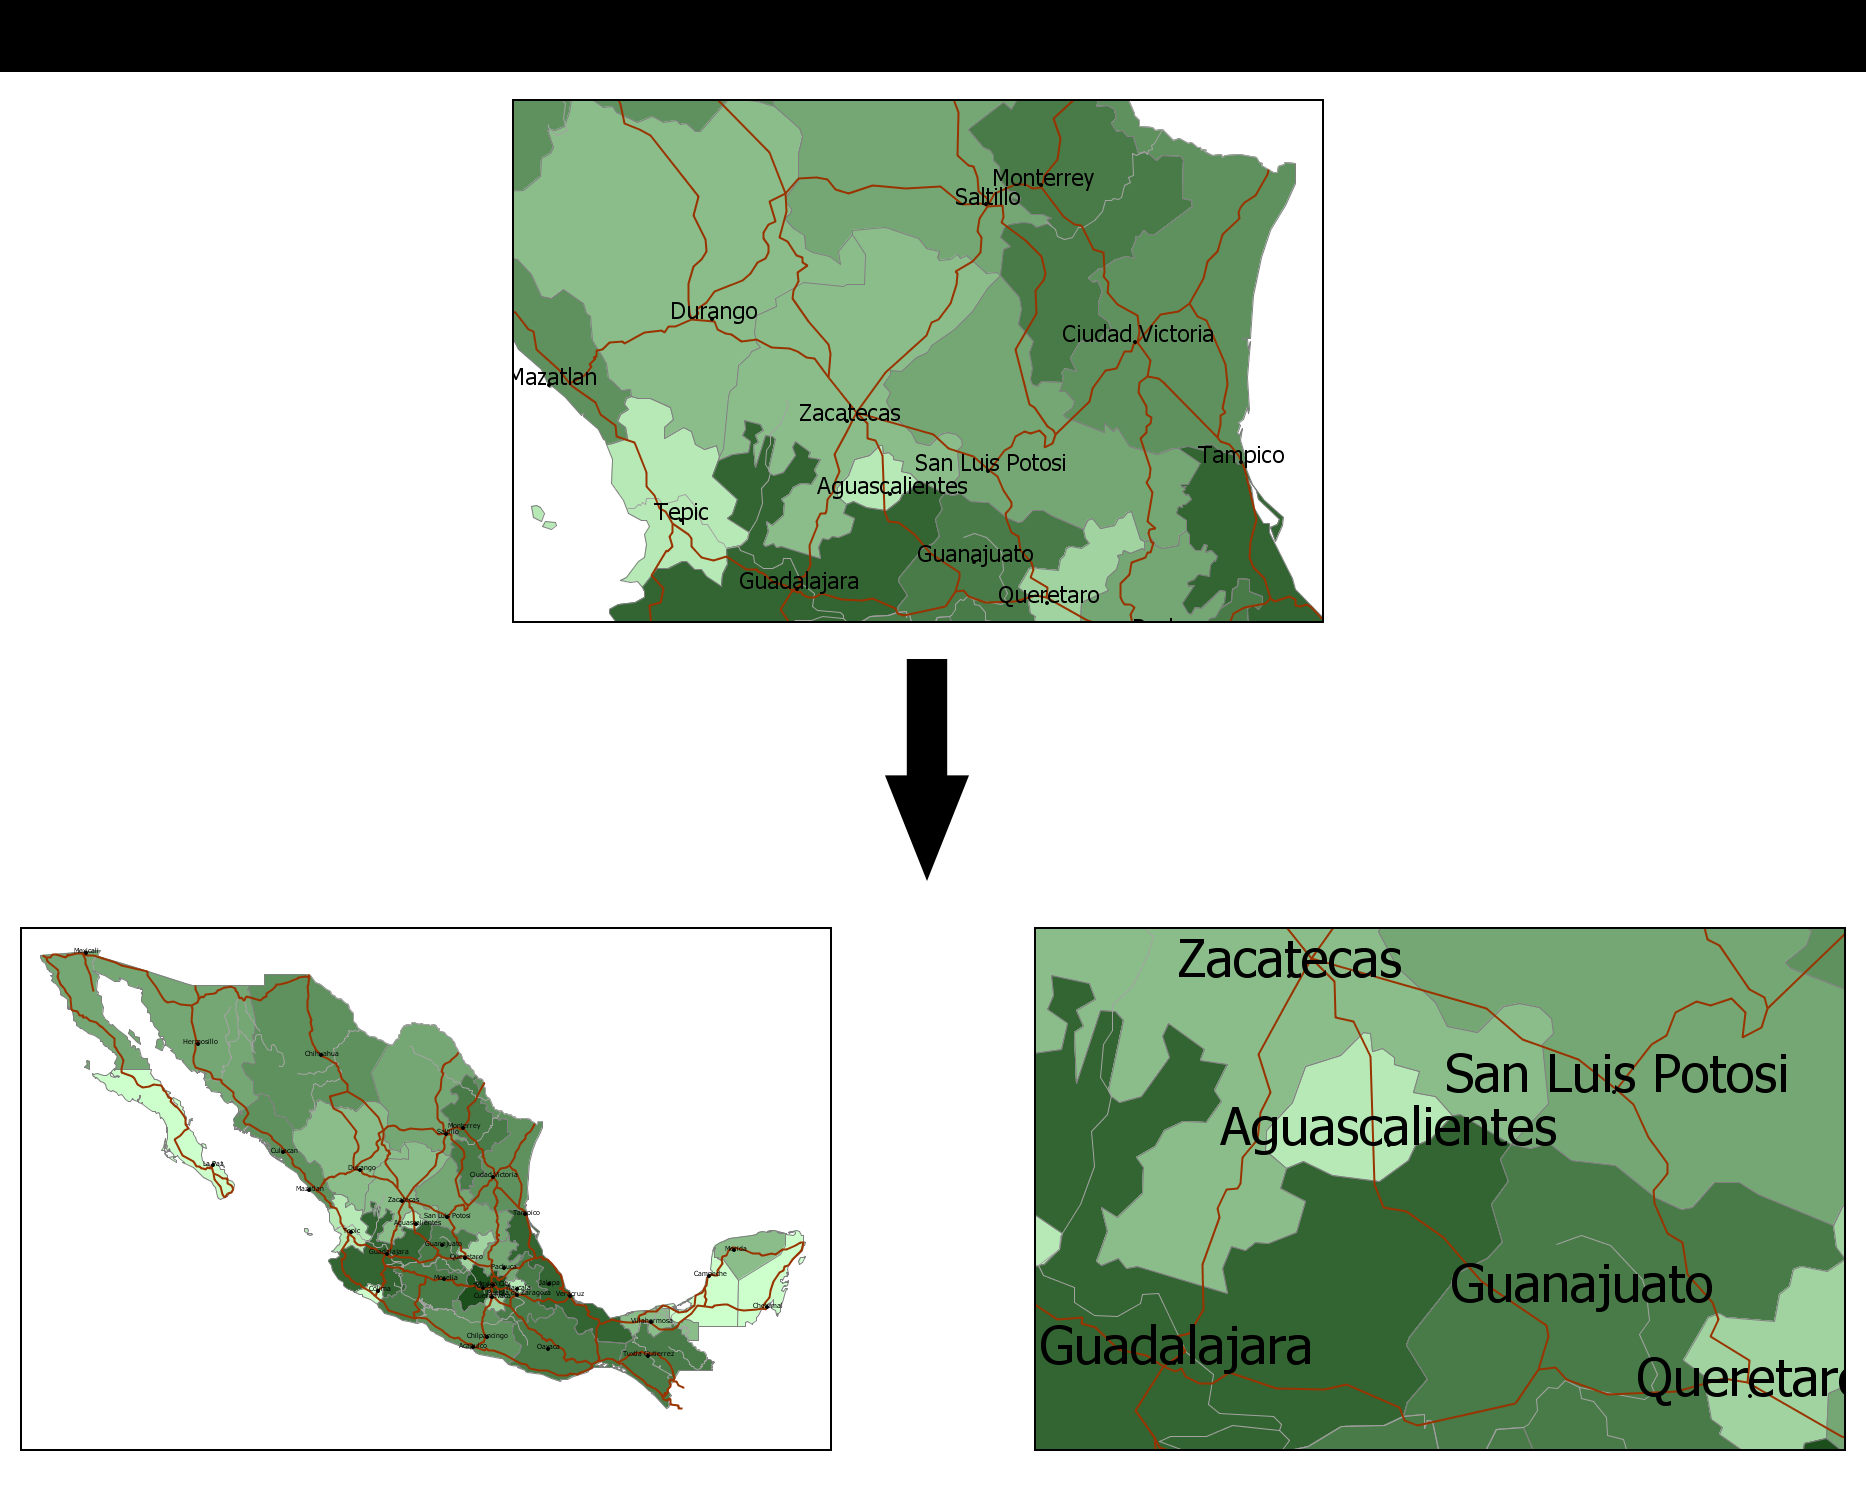 Monterrey
Saltillo
Durango
Ciudad Victoria
Mazatlan
Zacatecas
San Luis Potosi
Tampico
Aguascalientes
Tepic
Guanajuato
Guadalajara
Queretaro
Mexicali
Hermosillo
Chihuahua
Monterrey
Saltillo
Culiacan
La Paz
Durango
Ciudad Victoria
Mazatlan
Zacatecas
San Luis Potosi
Tampico
Aguascalientes
Tepic
Guanajuato
Guadalajara
Queretaro
Merida
Pachuca
Campeche
Morelia
Jalapa
Colima
Veracruz
Chetumal
Villahermosa
Chilpancingo
Acapulco
Oaxaca
Tuxtla Gutierrez
Zacatecas
San Luis Potosi
Aguascalientes
Guanajuato
Guadalajara
Queretaro